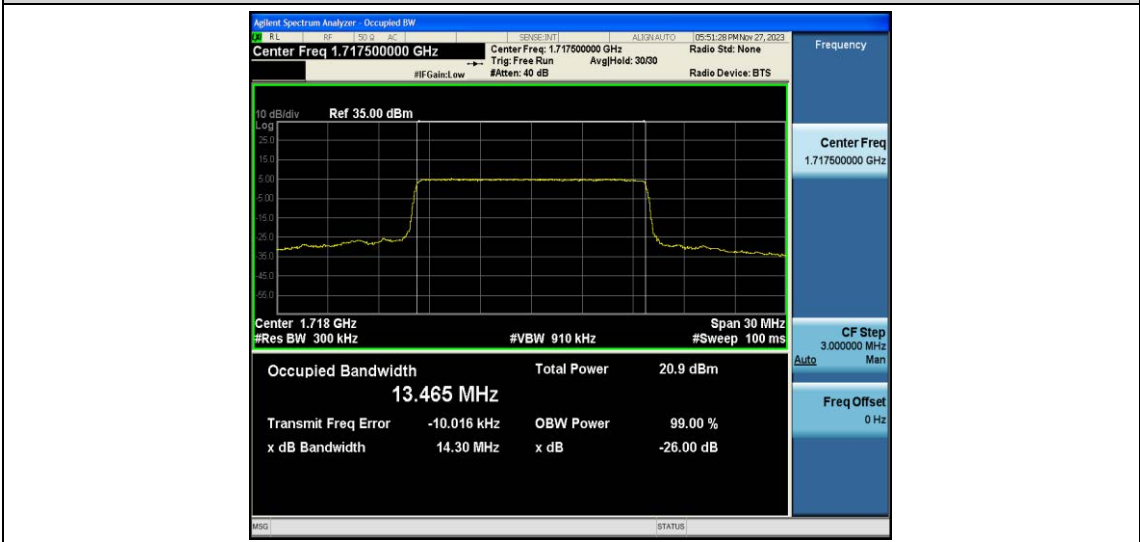 Agilent Spectrum Analyzer - Occupied BW
LXI RL RF 50 Ω AC SENSE:INT ALIGN AUTO 05:51:28 PM Nov 27, 2023
Center Freq 1.717500000 GHz
Center Freq: 1.717500000 GHz
Radio Std: None
Trig: Free Run Avg|Hold: 30/30
#IFGain:Low
#Atten: 40 dB
Radio Device: BTS
Frequency
10 dB/div Ref 35.00 dBm
Log
25.0
15.0
5.00
-5.00
-15.0
-25.0
-35.0
-45.0
-55.0
Center 1.718 GHz
Span 30 MHz
#Res BW 300 kHz
#VBW 910 kHz
#Sweep 100 ms
Center Freq
1.717500000 GHz
CF Step
3.000000 MHz
Auto Man
Freq Offset
0 Hz
Occupied Bandwidth
Total Power 20.9 dBm
13.465 MHz
Transmit Freq Error -10.016 kHz
OBW Power 99.00 %
x dB Bandwidth 14.30 MHz
x dB -26.00 dB
MSG
STATUS